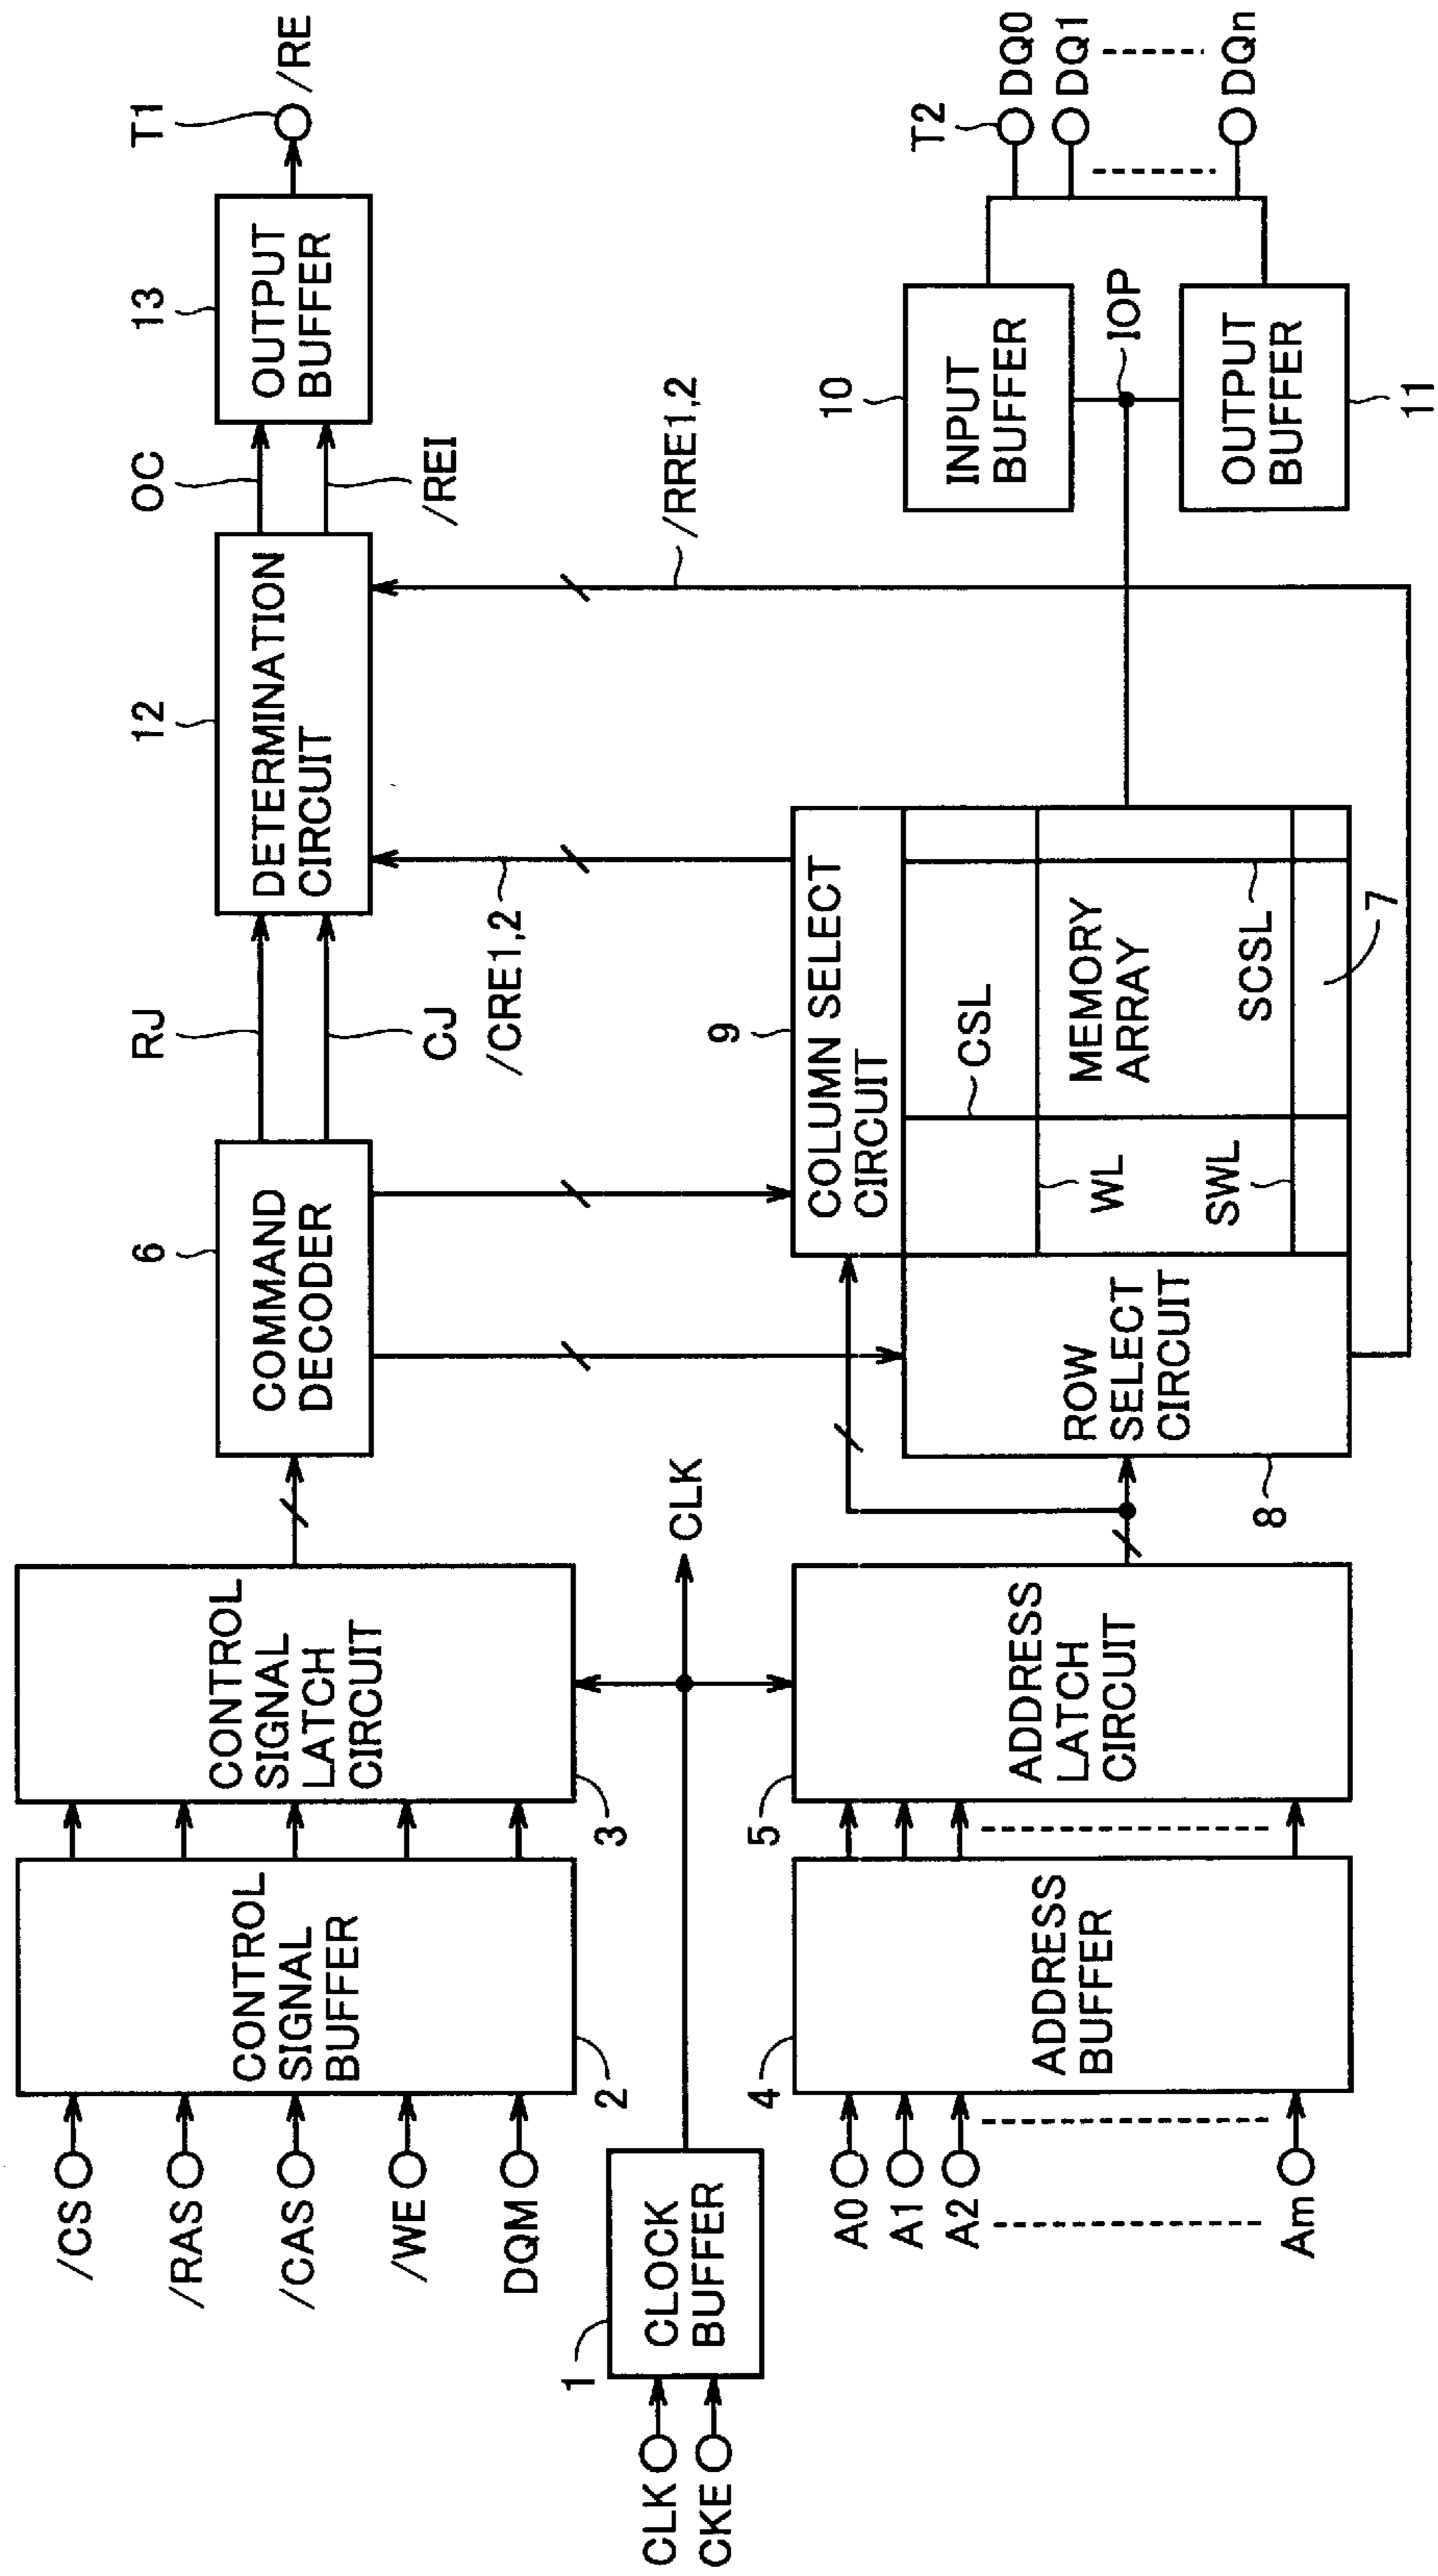 /CS
/RAS
/CAS
/WE
DQM
CONTROL
SIGNAL
BUFFER
2
CONTROL
SIGNAL
LATCH
CIRCUIT
3
6
COMMAND
DECODER
RJ
CJ
12
DETERMINATION
CIRCUIT
OC
/REI
13
OUTPUT
BUFFER
T1
/RE
/CRE1,2
/RRE1,2
CLK
CKE
1
CLOCK
BUFFER
CLK
A0
A1
A2
Am
4
ADDRESS
BUFFER
5
ADDRESS
LATCH
CIRCUIT
8
ROW
SELECT
CIRCUIT
9
COLUMN SELECT
CIRCUIT
CSL
WL
SWL
MEMORY
ARRAY
SCSL
7
10
INPUT
BUFFER
IOP
OUTPUT
BUFFER
11
T2
DQ0
DQ1
DQn